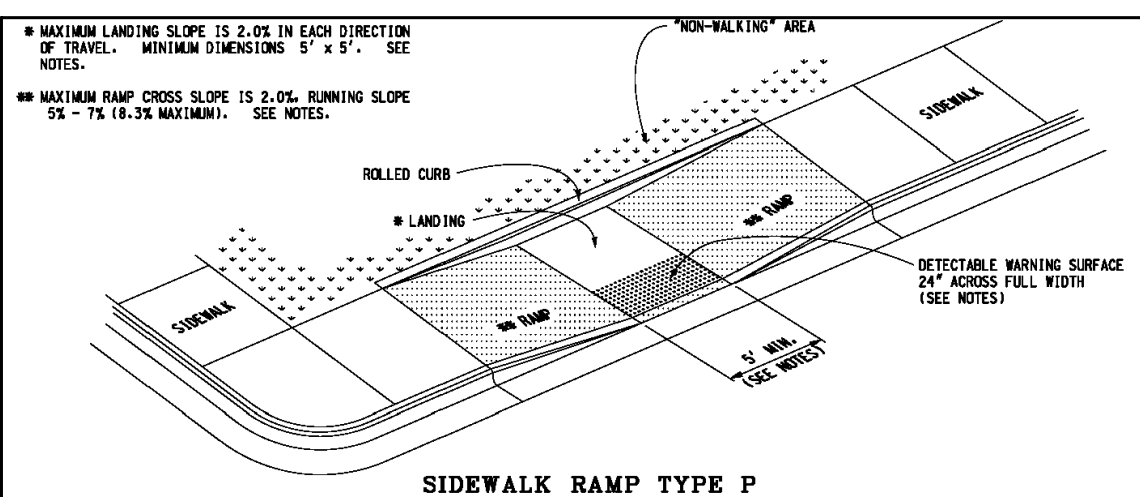 * MAXIMUM LANDING SLOPE IS 2.0% IN EACH DIRECTION
OF TRAVEL. MINIMUM DIMENSIONS 5' x 5'. SEE
NOTES.
** MAXIMUM RAMP CROSS SLOPE IS 2.0%. RUNNING SLOPE
5% - 7% (8.3% MAXIMUM). SEE NOTES.
"NON-WALKING" AREA
SIDEWALK
ROLLED CURB
* LANDING
** RAMP
DETECTABLE WARNING SURFACE
24" ACROSS FULL WIDTH
(SEE NOTES)
SIDEWALK
** RAMP
5' MIN.
(SEE NOTES)
SIDEWALK RAMP TYPE P